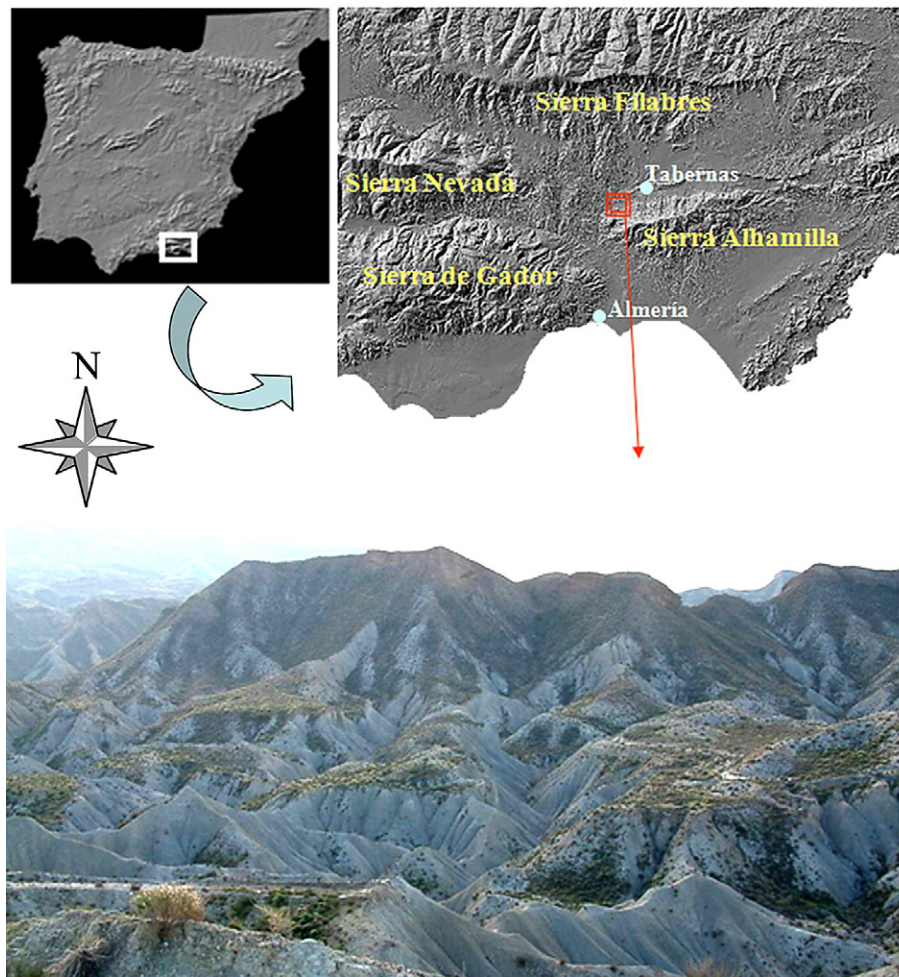 Sierra Filabres
Tabernas
Sierra Nevada
Sierra Alhamilla
Sierra de Gádor
Almería
N